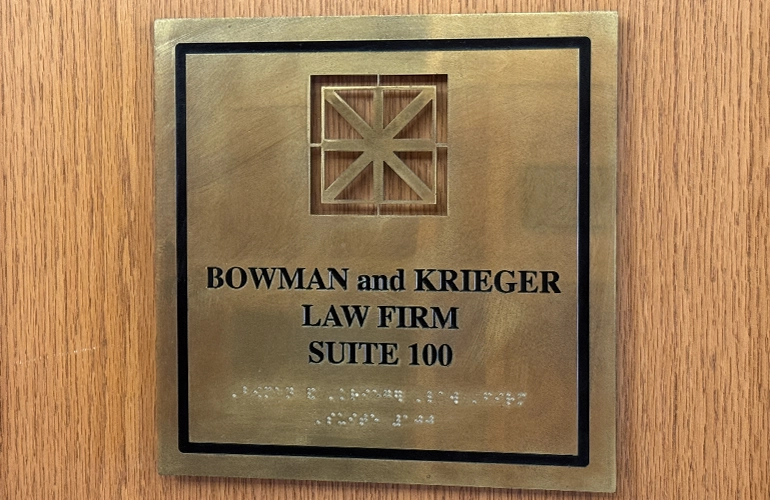 BOWMAN and KRIEGER
LAW FIRM
SUITE 100